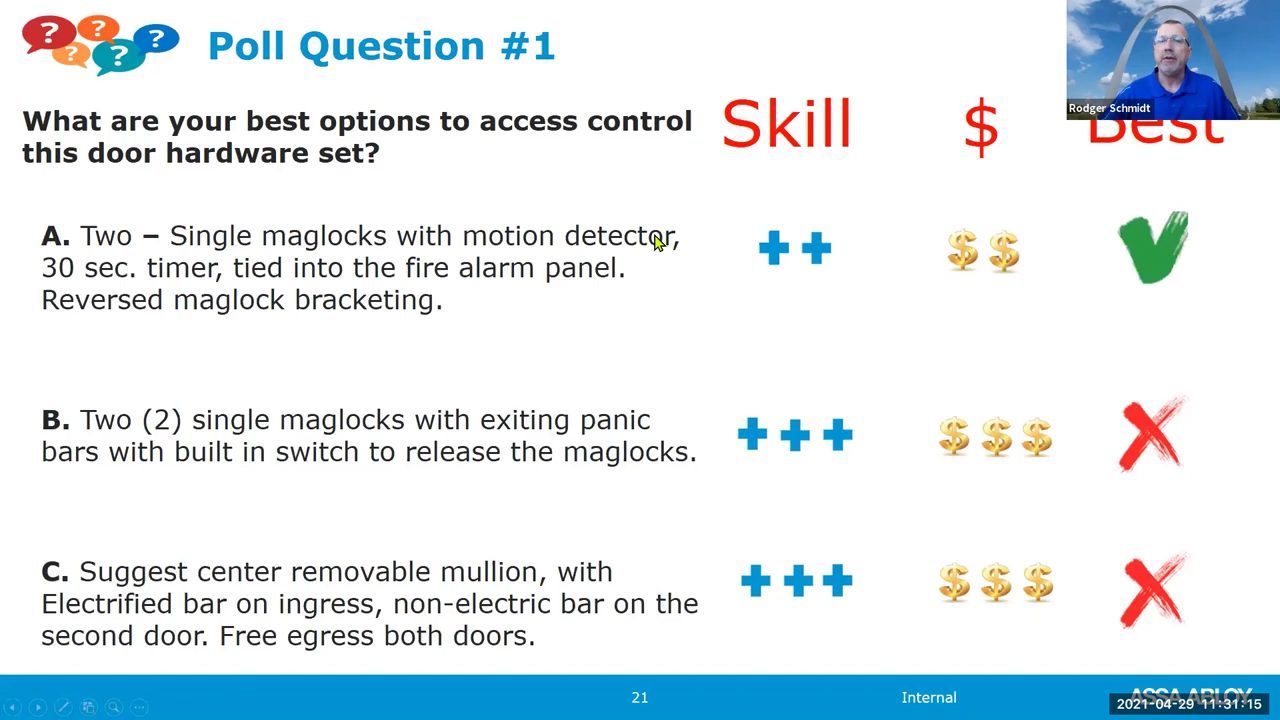 Poll Question #1
Rodger Schmidt
What are your best options to access control
this door hardware set?
Skill
$
Best
A. Two – Single maglocks with motion detector,
30 sec. timer, tied into the fire alarm panel.
Reversed maglock bracketing.
B. Two (2) single maglocks with exiting panic
bars with built in switch to release the maglocks.
C. Suggest center removable mullion, with
Electrified bar on ingress, non-electric bar on the
second door. Free egress both doors.
21
Internal
ASSA ABLOY
2021-04-29 11:31:15